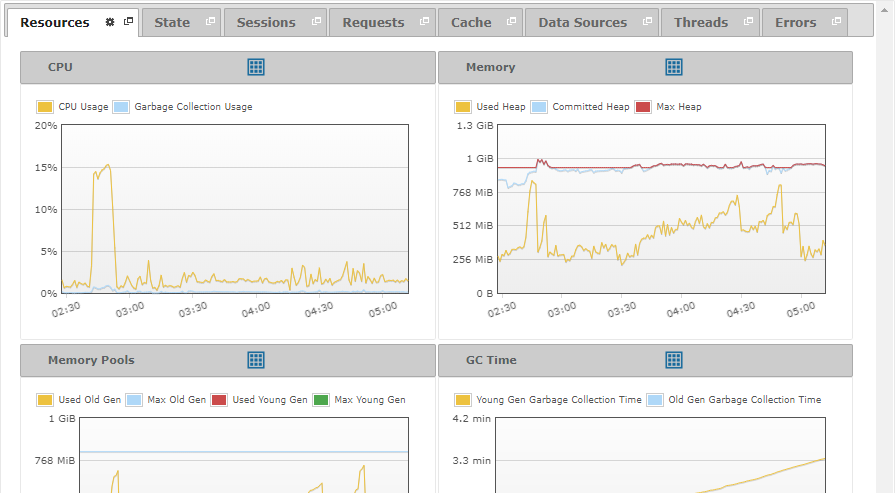 Resources State Sessions Requests Cache Data Sources Threads Errors
CPU
CPU Usage Garbage Collection Usage
20%
15%
10%
5%
0%
02:30 03:00 03:30 04:00 04:30 05:00
Memory
Used Heap Committed Heap Max Heap
1.3 GiB
1 GiB
768 MiB
512 MiB
256 MiB
0 B
02:30 03:00 03:30 04:00 04:30 05:00
Memory Pools
Used Old Gen Max Old Gen Used Young Gen Max Young Gen
1 GiB
768 MiB
GC Time
Young Gen Garbage Collection Time Old Gen Garbage Collection Time
4.2 min
3.3 min